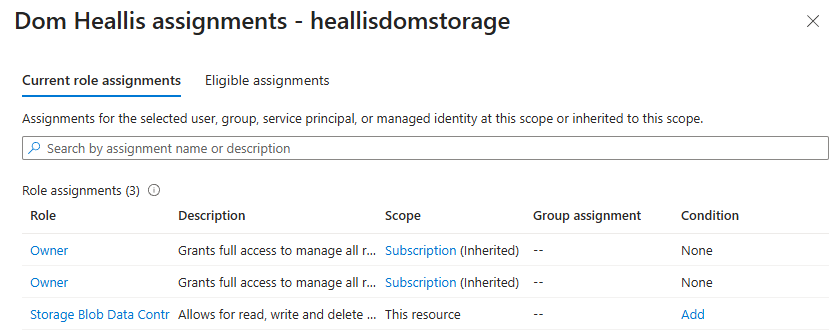 Dom Heallis assignments - heallisdomstorage
Current role assignments Eligible assignments
Assignments for the selected user, group, service principal, or managed identity at this scope or inherited to this scope.
Search by assignment name or description
Role assignments (3)
Role Description Scope Group assignment Condition
Owner Grants full access to manage all r... Subscription (Inherited) -- None
Owner Grants full access to manage all r... Subscription (Inherited) -- None
Storage Blob Data Contr Allows for read, write and delete ... This resource -- Add